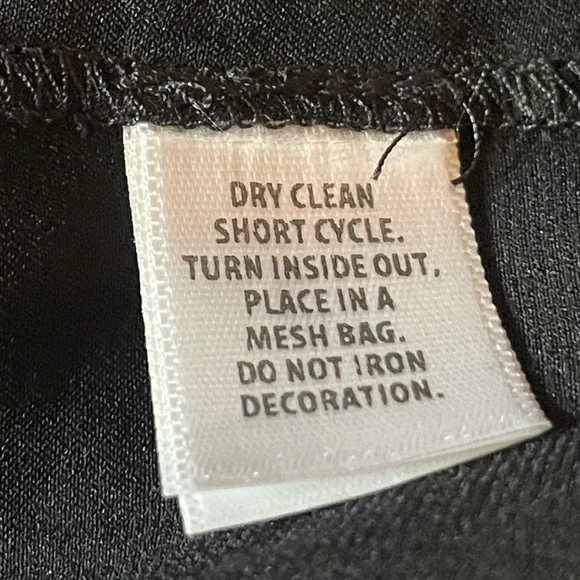 DRY CLEAN
SHORT CYCLE.
TURN INSIDE OUT,
PLACE IN A
MESH BAG.
DO NOT IRON
DECORATION.